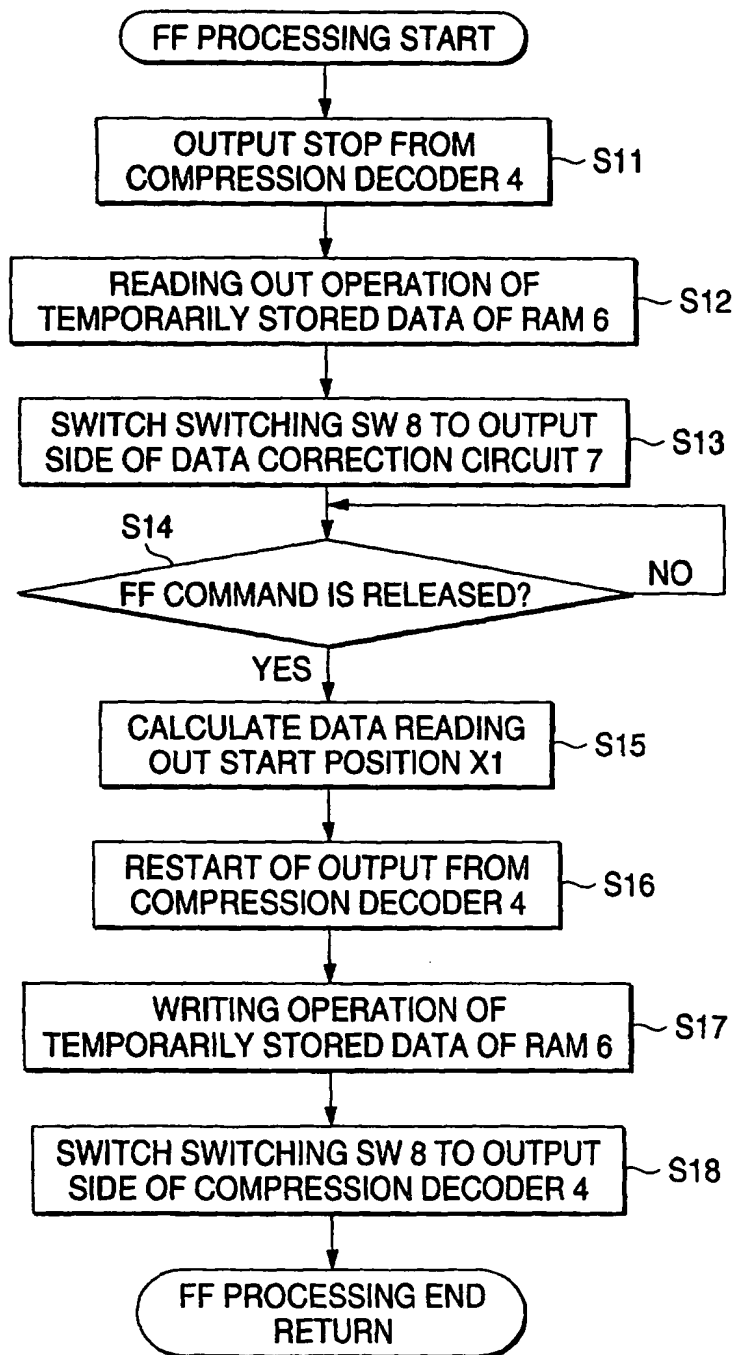 FF PROCESSING START
OUTPUT STOP FROM
COMPRESSION DECODER 4
S11
READING OUT OPERATION OF
TEMPORARILY STORED DATA OF RAM 6
S12
SWITCH SWITCHING SW 8 TO OUTPUT
SIDE OF DATA CORRECTION CIRCUIT 7
S13
S14
FF COMMAND IS RELEASED?
NO
YES
CALCULATE DATA READING
OUT START POSITION X1
S15
RESTART OF OUTPUT FROM
COMPRESSION DECODER 4
S16
WRITING OPERATION OF
TEMPORARILY STORED DATA OF RAM 6
S17
SWITCH SWITCHING SW 8 TO OUTPUT
SIDE OF COMPRESSION DECODER 4
S18
FF PROCESSING END
RETURN